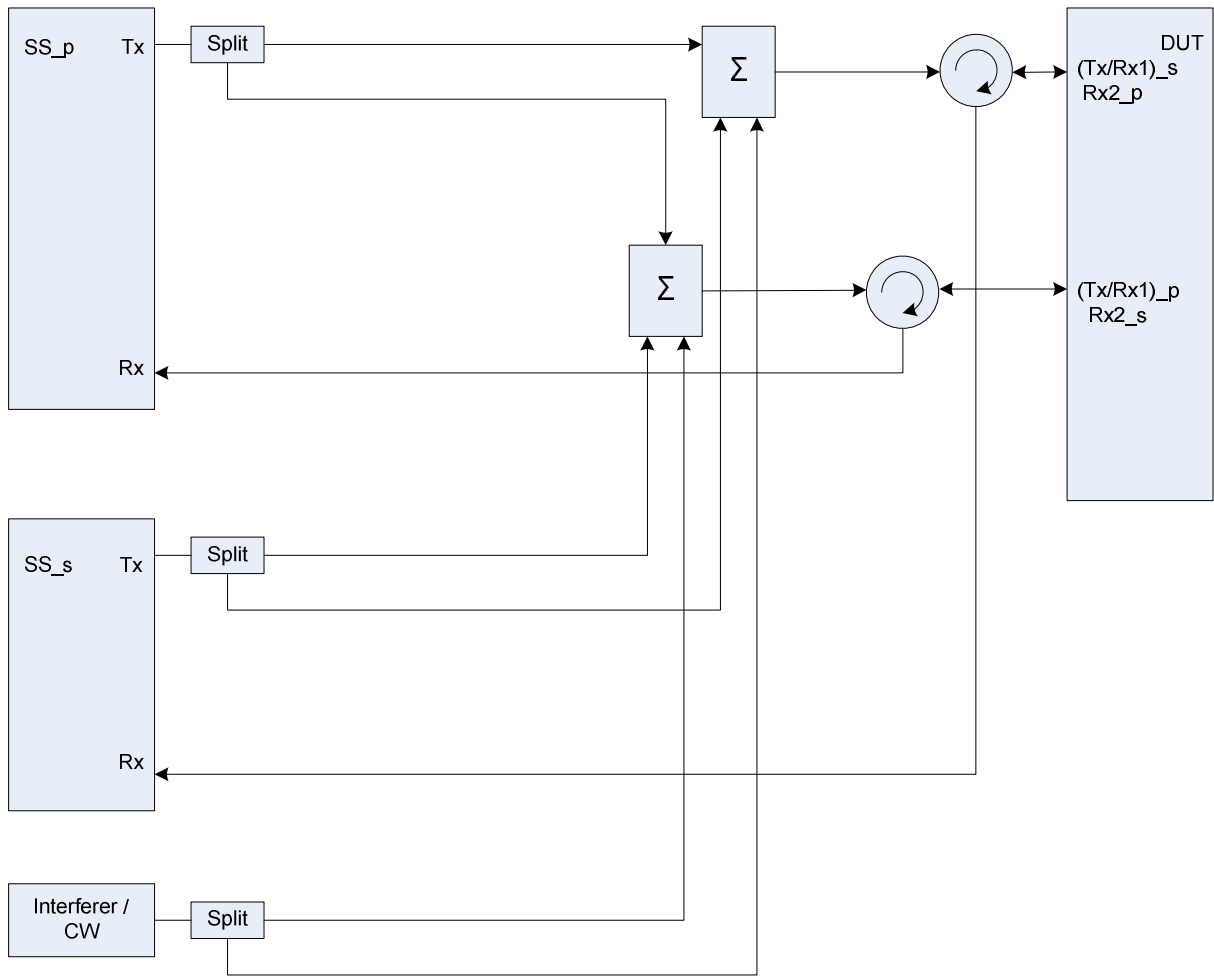 SS_p
Tx
Split
Σ
DUT
(Tx/Rx1)_s
Rx2_p
Σ
(Tx/Rx1)_p
Rx2_s
Rx
SS_s
Tx
Split
Rx
Interferer /
CW
Split